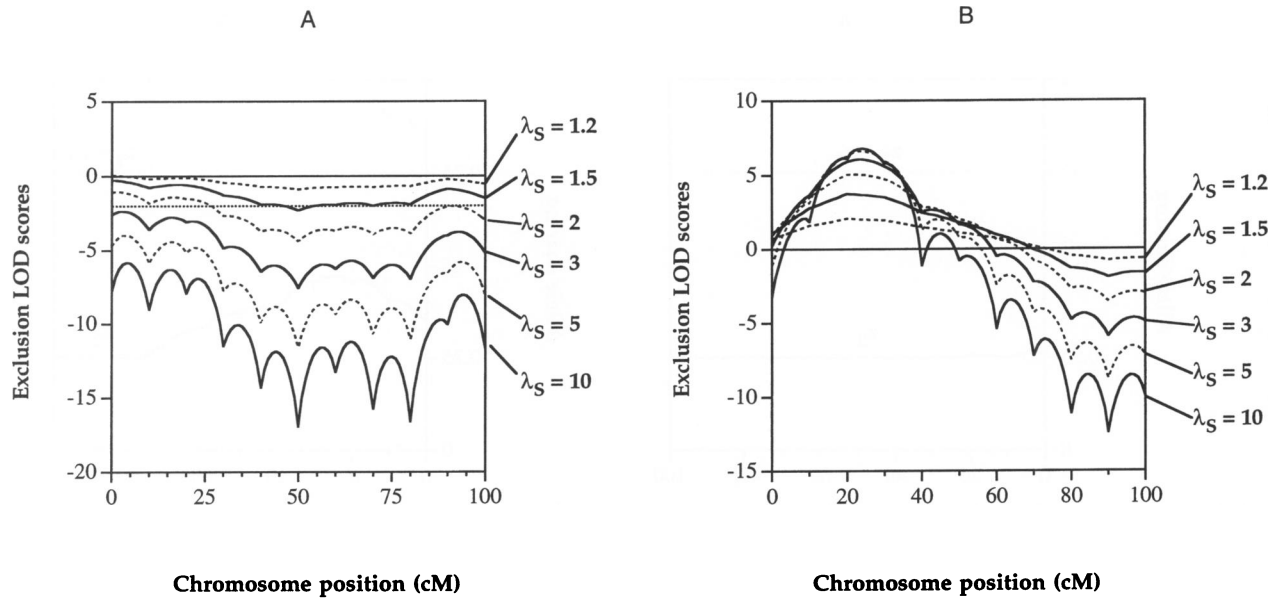 A
B
5
0
-5
-10
-15
-20
Exclusion LOD scores
0
25
50
75
100
Chromosome position (cM)
λS = 1.2
λS = 1.5
λS = 2
λS = 3
λS = 5
λS = 10
10
5
0
-5
-10
-15
Exclusion LOD scores
0
20
40
60
80
100
Chromosome position (cM)
λS = 1.2
λS = 1.5
λS = 2
λS = 3
λS = 5
λS = 10